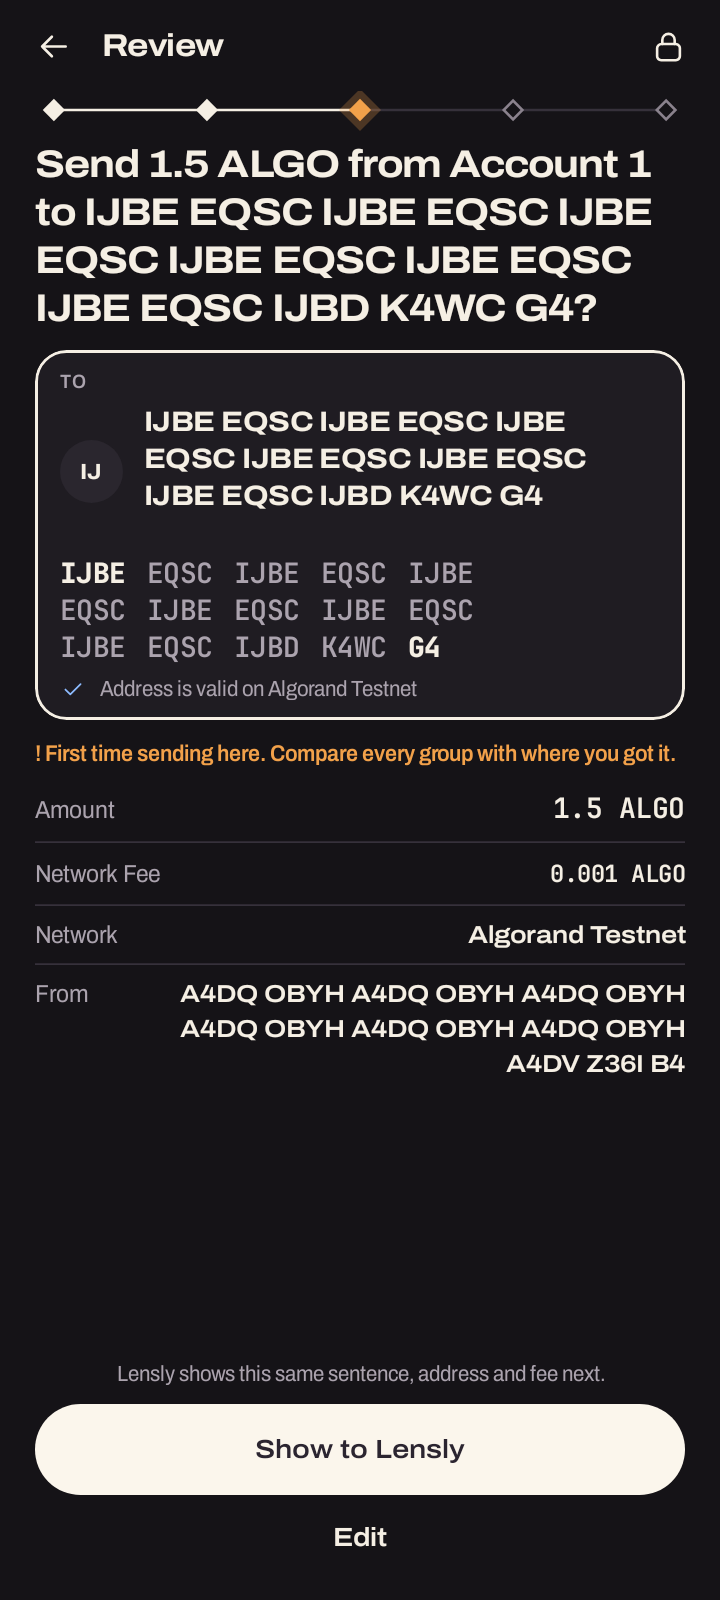 Review
Send 1.5 ALGO from Account 1
to IJBE EQSC IJBE EQSC IJBE
EQSC IJBE EQSC IJBE EQSC
IJBE EQSC IJBD K4WC G4?
TO
IJ
IJBE EQSC IJBE EQSC IJBE
EQSC IJBE EQSC IJBE EQSC
IJBE EQSC IJBD K4WC G4
IJBE EQSC IJBE EQSC IJBE
EQSC IJBE EQSC IJBE EQSC
IJBE EQSC IJBD K4WC G4
Address is valid on Algorand Testnet
! First time sending here. Compare every group with where you got it.
Amount 1.5 ALGO
Network Fee 0.001 ALGO
Network Algorand Testnet
From A4DQ OBYH A4DQ OBYH A4DQ OBYH
A4DQ OBYH A4DQ OBYH A4DQ OBYH
A4DV Z36I B4
Lensly shows this same sentence, address and fee next.
Show to Lensly
Edit